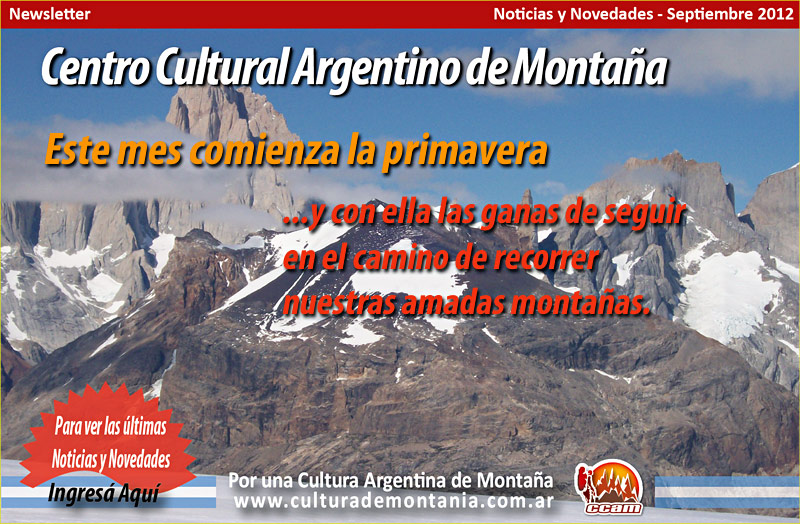 Newsletter
Noticias y Novedades - Septiembre 2012
Centro Cultural Argentino de Montaña
Este mes comienza la primavera
...y con ella las ganas de seguir
en el camino de recorrer
nuestras amadas montañas.
Para ver las últimas
Noticias y Novedades
Ingresá Aquí
Por una Cultura Argentina de Montaña
www.culturademontania.com.ar
ccam